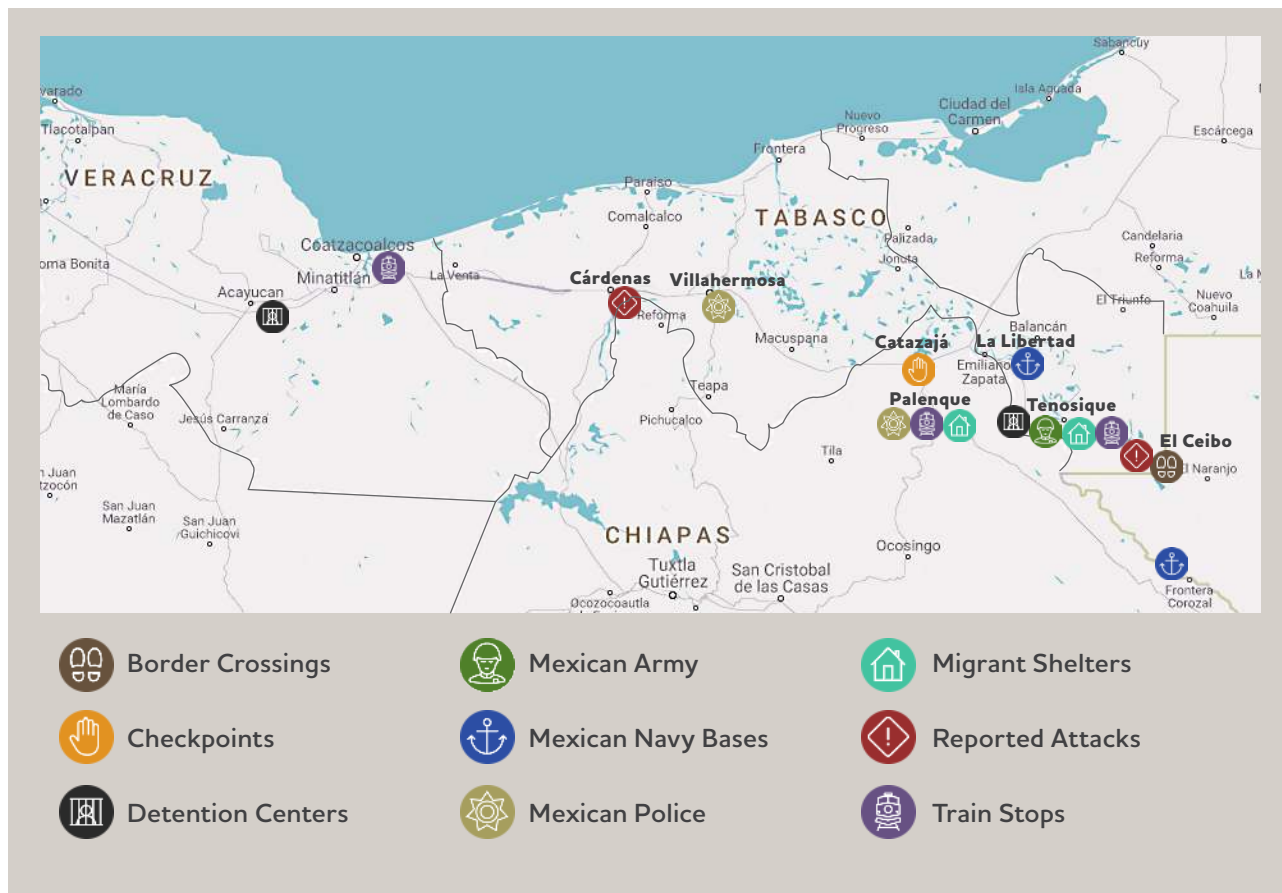 Sabancuy
Isla Aguada
varado
Ciudad del
Carmen
Nuevo
Progreso
Tlacotalpan
Escárcega
Frontera
VERACRUZ
Paraíso
Comalcalco
TABASCO
Palizada
Candelaria
Coatzacoalcos
Reforma
oma Bonita
Jonuta
La Venta
Minatitlán
Cárdenas
Villahermosa
Acayucan
El Triunfo
Nuevo
Coahuila
Reforma
Balancán
Macuspana
Catazajá
La Libertad
Emiliano
Zapata
Teapa
María
Lombardo
de Caso
Palenque
Tenosique
Jesús Carranza
Pichucalco
El Ceibo
El Naranjo
Tila
n Juan
tzocón
San Juan
Mazatlán
San Juan
Guichicovi
CHIAPAS
Ocosingo
Tuxtla
Gutiérrez
San Cristobal
de las Casas
Frontera
Corozal
Ocozocoautla
Border Crossings
Mexican Army
Migrant Shelters
Checkpoints
Mexican Navy Bases
Reported Attacks
Detention Centers
Mexican Police
Train Stops